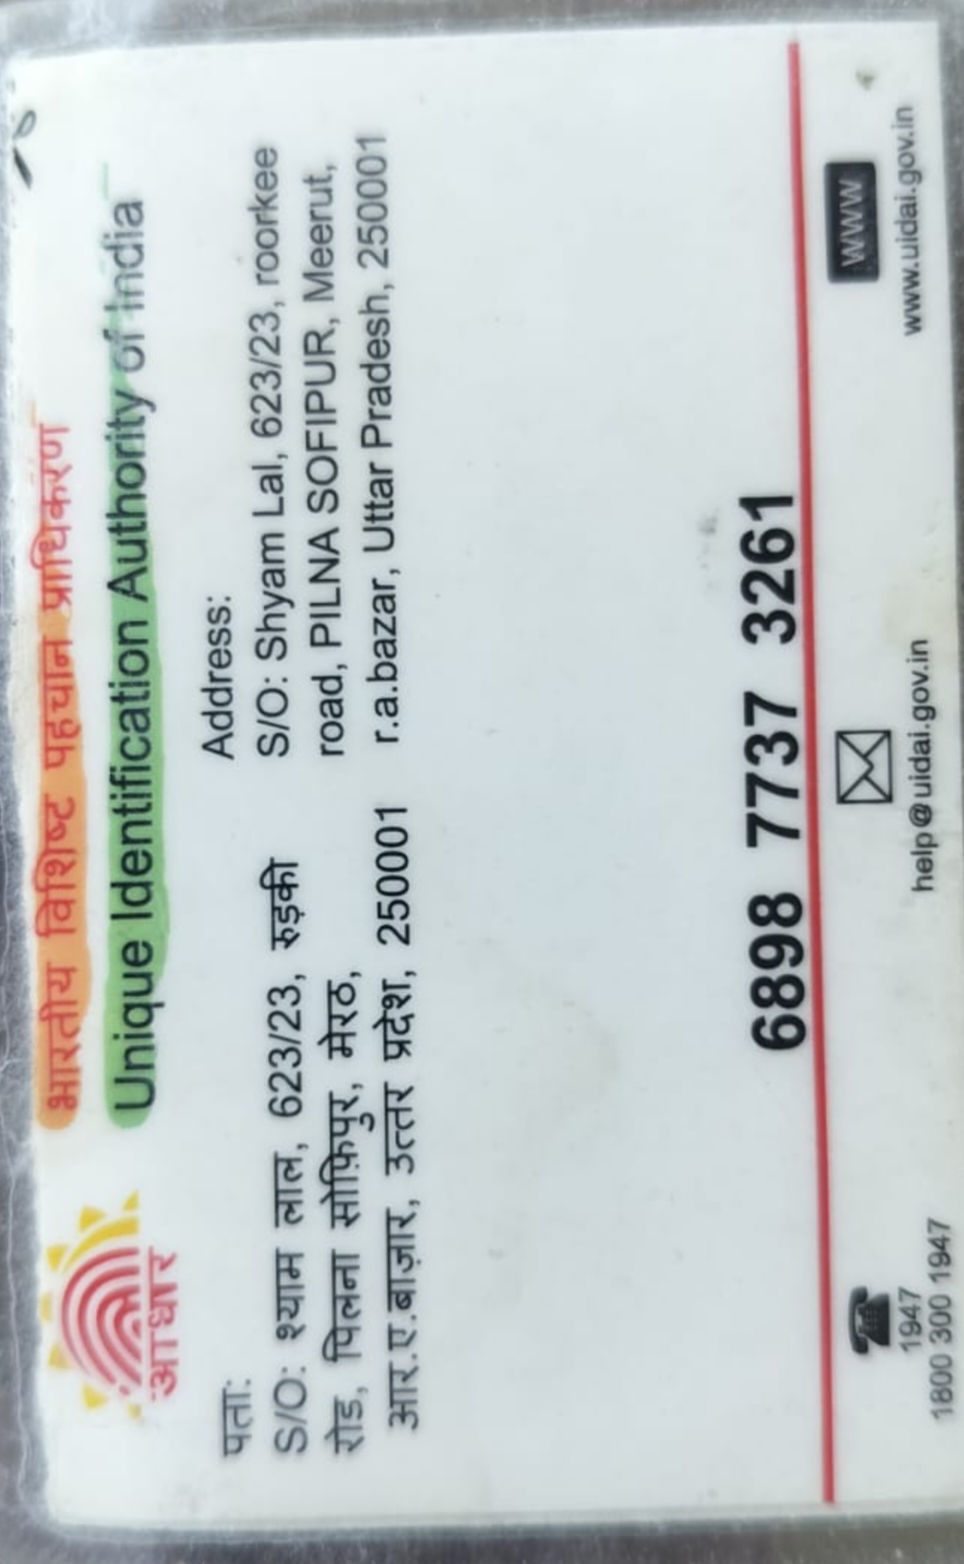 भारतीय विशिष्ट पहचान प्राधिकरण
Unique Identification Authority of India
आधार
पता:
S/O: श्याम लाल, 623/23, रुड़की
रोड, पिलना सोफ़िपुर, मेरठ,
आर.ए.बाज़ार, उत्तर प्रदेश, 250001
Address:
S/O: Shyam Lal, 623/23, roorkee
road, PILNA SOFIPUR, Meerut,
r.a.bazar, Uttar Pradesh, 250001
6898 7737 3261
1947
1800 300 1947
help@uidai.gov.in
WWW
www.uidai.gov.in